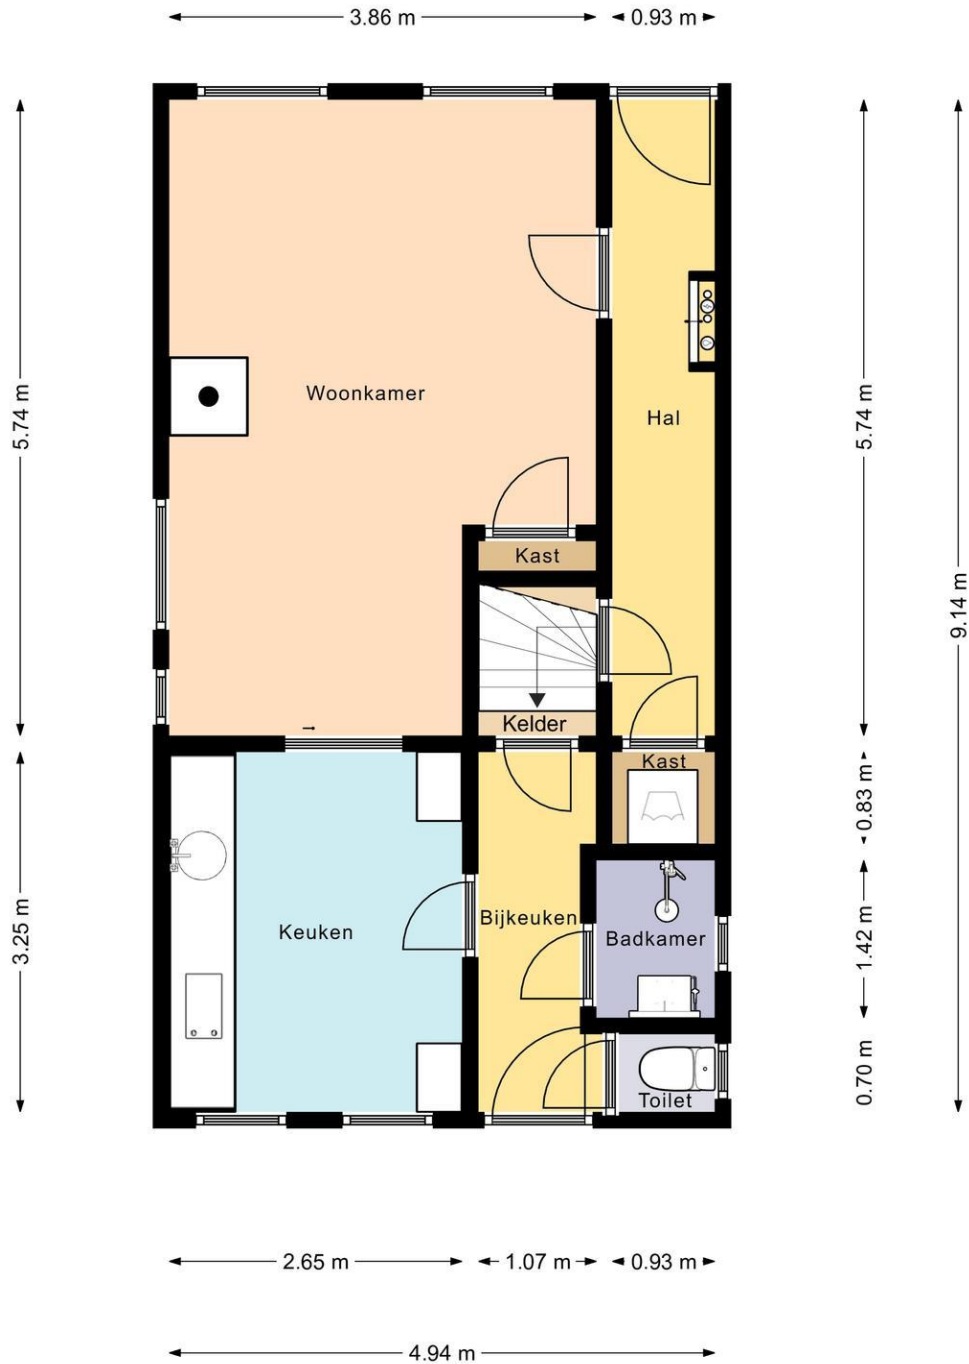 3.86 m
0.93 m
5.74 m
Woonkamer
Hal
5.74 m
9.14 m
Kast
Kelder
Kast
0.83 m
3.25 m
Keuken
Bijkeuken
Badkamer
1.42 m
0.70 m
Toilet
2.65 m
1.07 m
0.93 m
4.94 m